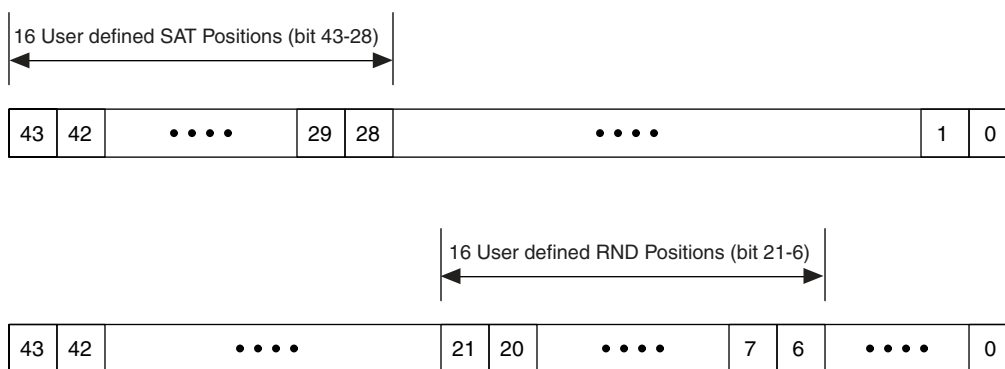 16 User defined SAT Positions (bit 43-28)
43 42 •••• 29 28 •••• 1 0
16 User defined RND Positions (bit 21-6)
43 42 •••• 21 20 •••• 7 6 •••• 0